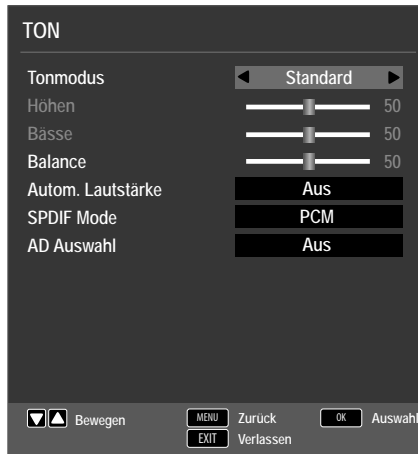 TON
Tonmodus Standard
Höhen 50
Bässe 50
Balance 50
Autom. Lautstärke Aus
SPDIF Mode PCM
AD Auswahl Aus
Bewegen MENU Zurück OK Auswahl
EXIT Verlassen